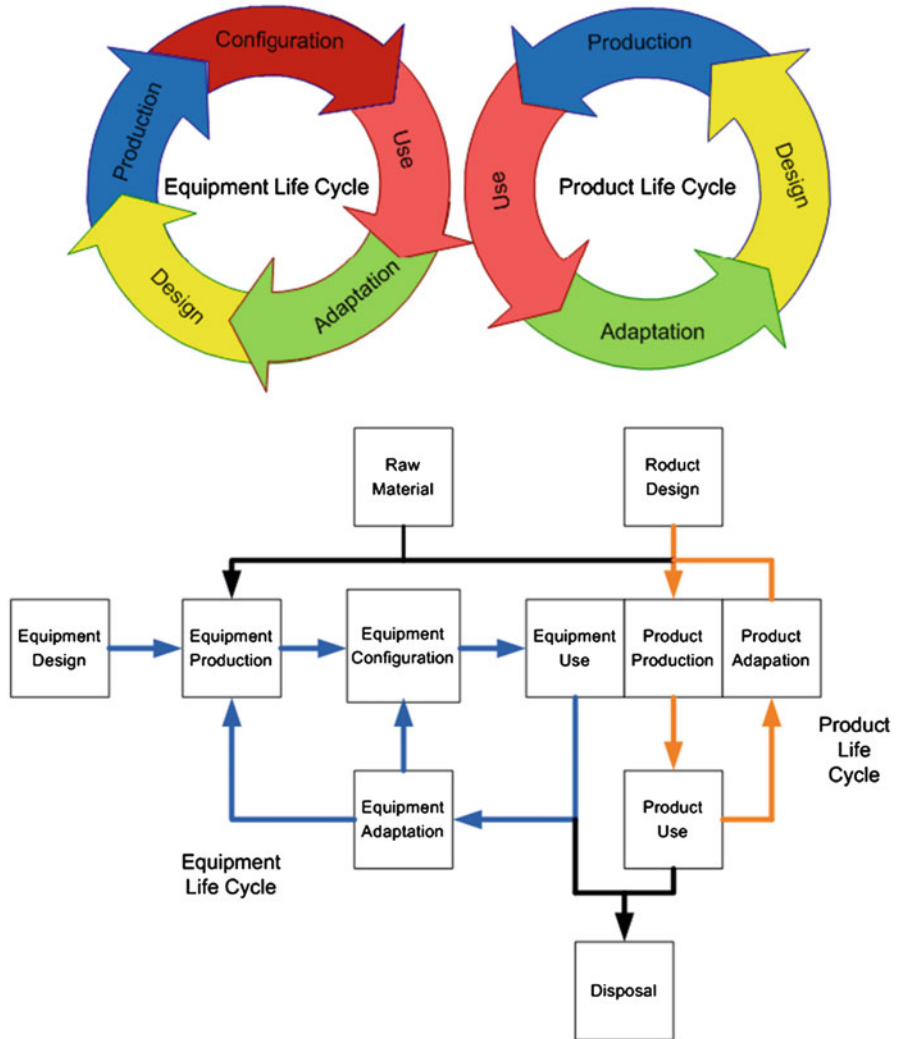 Configuration
Production
Use
Production
Equipment Life Cycle
Product Life Cycle
Use
Design
Design
Adaptation
Adaptation
Raw
Material
Roduct
Design
Equipment
Design
Equipment
Production
Equipment
Configuration
Equipment
Use
Product
Production
Product
Adapation
Product
Life
Cycle
Equipment
Adaptation
Product
Use
Equipment
Life Cycle
Disposal